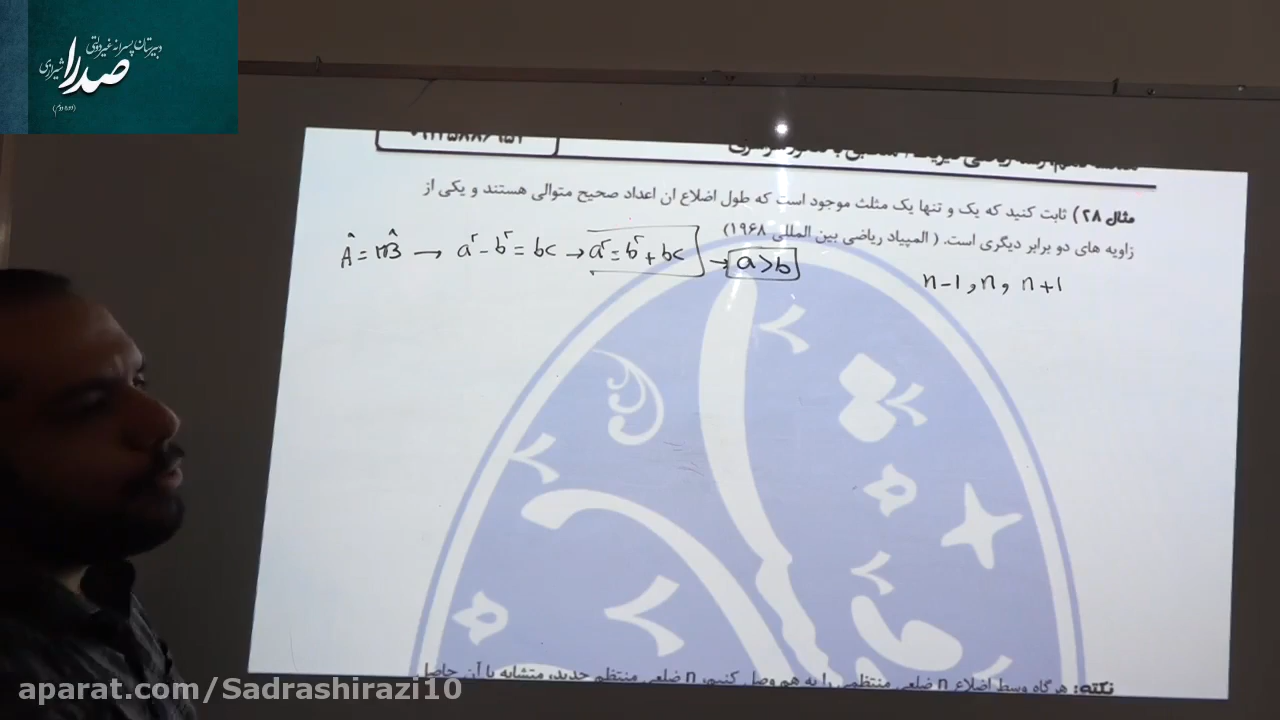 دبیرستان پسرانه غیردولتی
صدرا شیرازی
(دوره دوم)
مثال ۲۸) ثابت کنید که یک و تنها یک مثلث موجود است که طول اضلاع ان اعداد صحیح متوالی هستند و یکی از
زاویه های دو برابر دیگری است. ( المپیاد ریاضی بین المللی ۱۹۶۸)
Â = ۲B̂ → a² - b² = bc → a² = b² + bc → a > b
n-1 , n , n+1
نکته: هرگاه وسط اضلاع n ضلعی منتظمی را به هم وصل کنیم، n ضلعی منتظم جدید، متشابه با آن حاصل
aparat.com/Sadrashirazi10